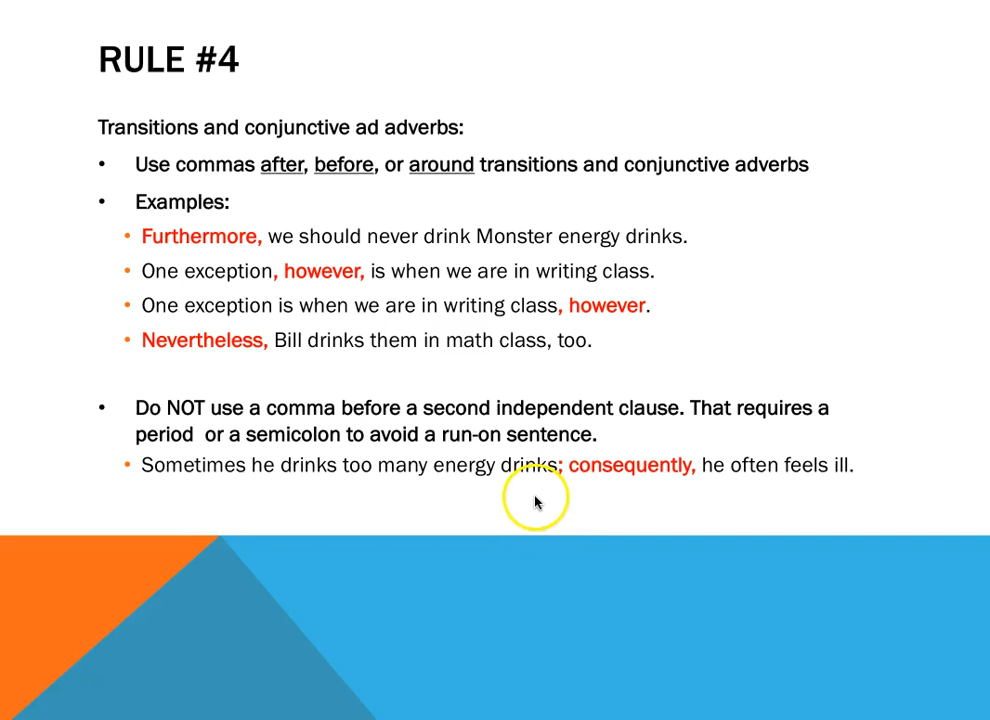 RULE #4
Transitions and conjunctive ad adverbs:
• Use commas after, before, or around transitions and conjunctive adverbs
• Examples:
• Furthermore, we should never drink Monster energy drinks.
• One exception, however, is when we are in writing class.
• One exception is when we are in writing class, however.
• Nevertheless, Bill drinks them in math class, too.
• Do NOT use a comma before a second independent clause. That requires a
period  or a semicolon to avoid a run-on sentence.
• Sometimes he drinks too many energy drinks; consequently, he often feels ill.